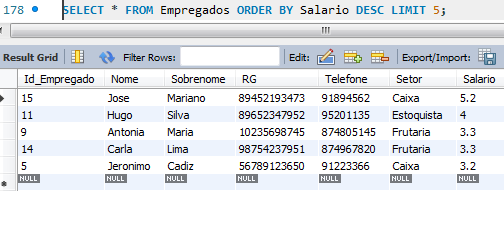 178 SELECT * FROM Empregados ORDER BY Salario DESC LIMIT 5;
Result Grid Filter Rows: Edit: Export/Import:
Id_Empregado Nome Sobrenome RG Telefone Setor Salario
15 Jose Mariano 89452193473 91894562 Caixa 5.2
11 Hugo Silva 89652347952 95201135 Estoquista 4
9 Antonia Maria 10235698745 874805145 Frutaria 3.3
14 Carla Lima 98754237951 874967820 Frutaria 3.3
5 Jeronimo Cadiz 56789123650 91223366 Caixa 3.2
NULL NULL NULL NULL NULL NULL NULL